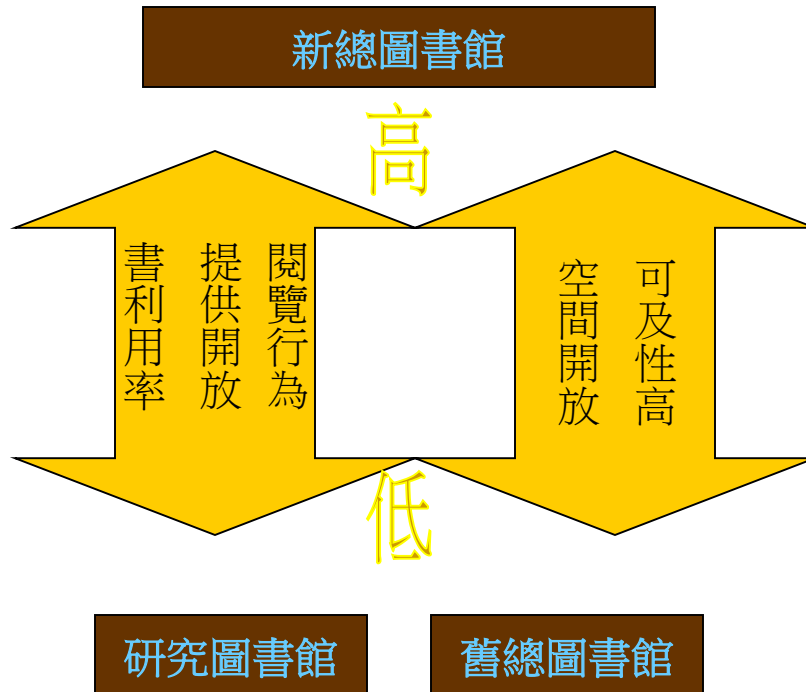 新總圖書館
高
閱覽行為
提供開放
書利用率
可及性高
空間開放
低
研究圖書館
舊總圖書館